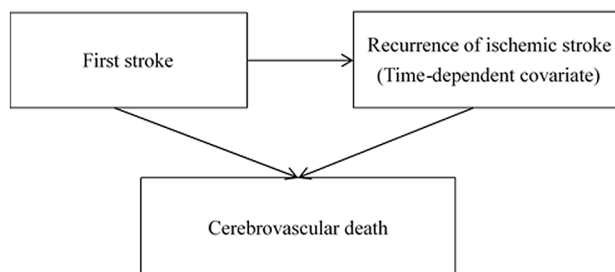 First stroke
Recurrence of ischemic stroke
(Time-dependent covariate)
Cerebrovascular death